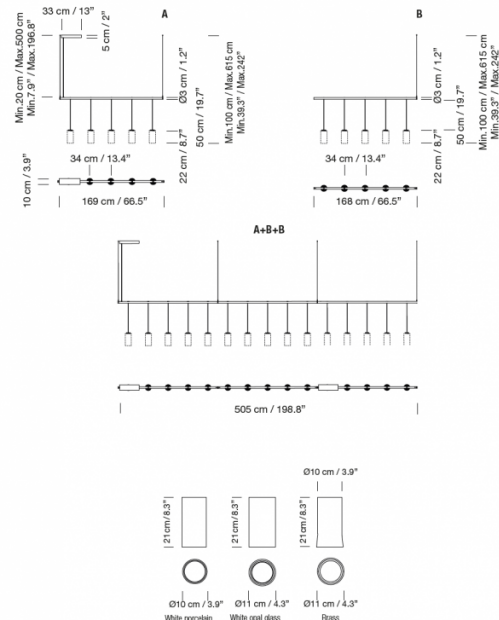 33 cm / 13"
A
5 cm / 2"
Min.20 cm / Max.500 cm
Min.7,9" / Max.196.8"
Ø3 cm / 1.2"
50 cm / 19.7"
Min.100 cm / Max.615 cm
Min.39.3" / Max.242"
22 cm / 8.7"
34 cm / 13.4"
10 cm / 3.9"
169 cm / 66.5"
B
Ø3 cm / 1.2"
50 cm / 19.7"
Min.100 cm / Max.615 cm
Min.39.3" / Max.242"
22 cm / 8.7"
34 cm / 13.4"
168 cm / 66.5"
A+B+B
505 cm / 198.8"
Ø10 cm / 3.9"
21 cm / 8.3"
21 cm / 8.3"
21 cm / 8.3"
Ø10 cm / 3.9"
Ø11 cm / 4.3"
Ø11 cm / 4.3"
White porcelain
White opal glass
Brass